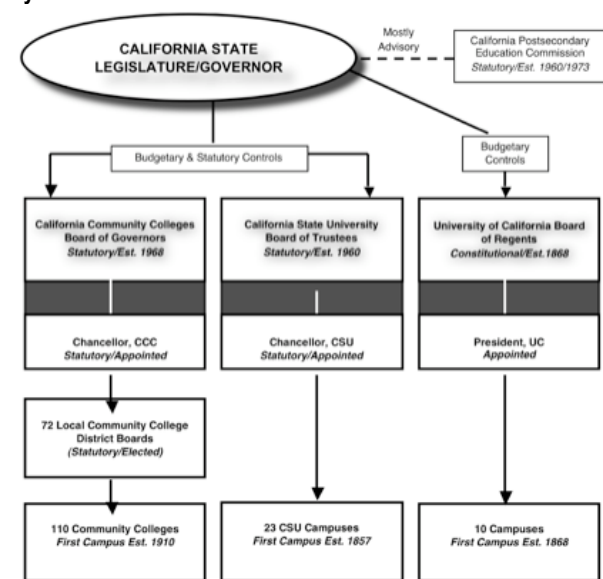 CALIFORNIA STATE
LEGISLATURE/GOVERNOR
Mostly
Advisory
California Postsecondary
Education Commission
Statutory/Est. 1960/1973
Budgetary & Statutory Controls
Budgetary
Controls
California Community Colleges
Board of Governors
Statutory/Est. 1968
California State University
Board of Trustees
Statutory/Est. 1960
University of California Board
of Regents
Constitutional/Est.1868
Chancellor, CCC
Statutory/Appointed
Chancellor, CSU
Statutory/Appointed
President, UC
Appointed
72 Local Community College
District Boards
(Statutory/Elected)
110 Community Colleges
First Campus Est. 1910
23 CSU Campuses
First Campus Est. 1857
10 Campuses
First Campus Est. 1868